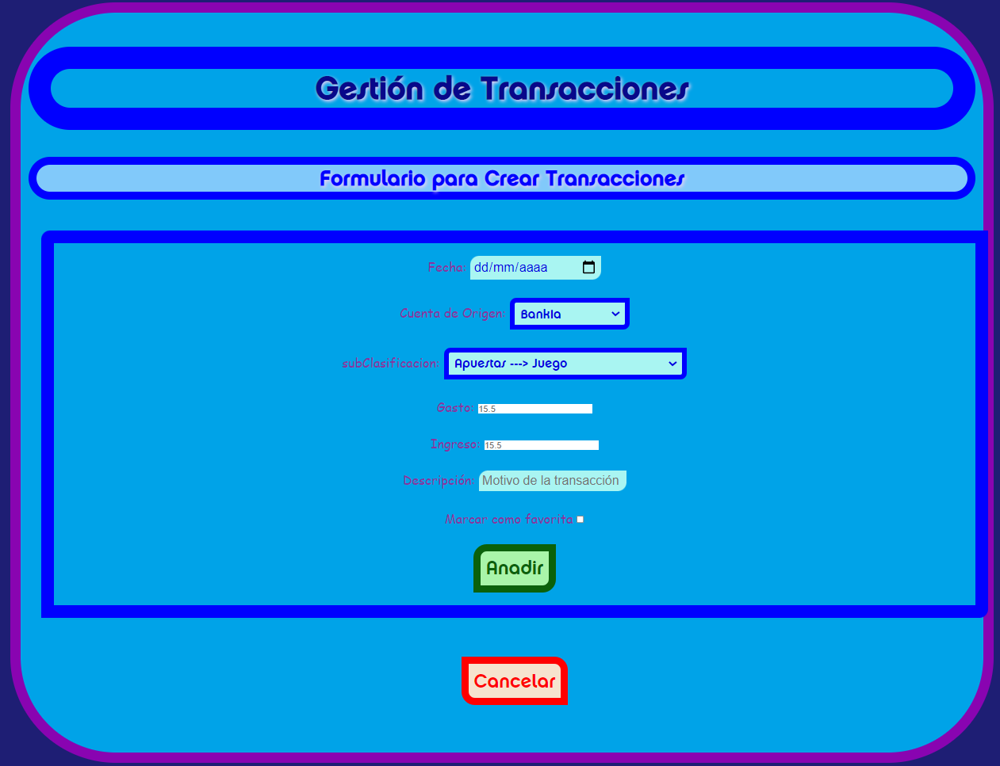 Gestión de Transacciones
Formulario para Crear Transacciones
Fecha: dd/mm/aaaa
Cuenta de Origen: BankIa
subClasificacion: Apuestas ---> Juego
Gasto: 15.5
Ingreso: 15.5
Descripción: Motivo de la transacción
Marcar como favorita
Anadir
Cancelar